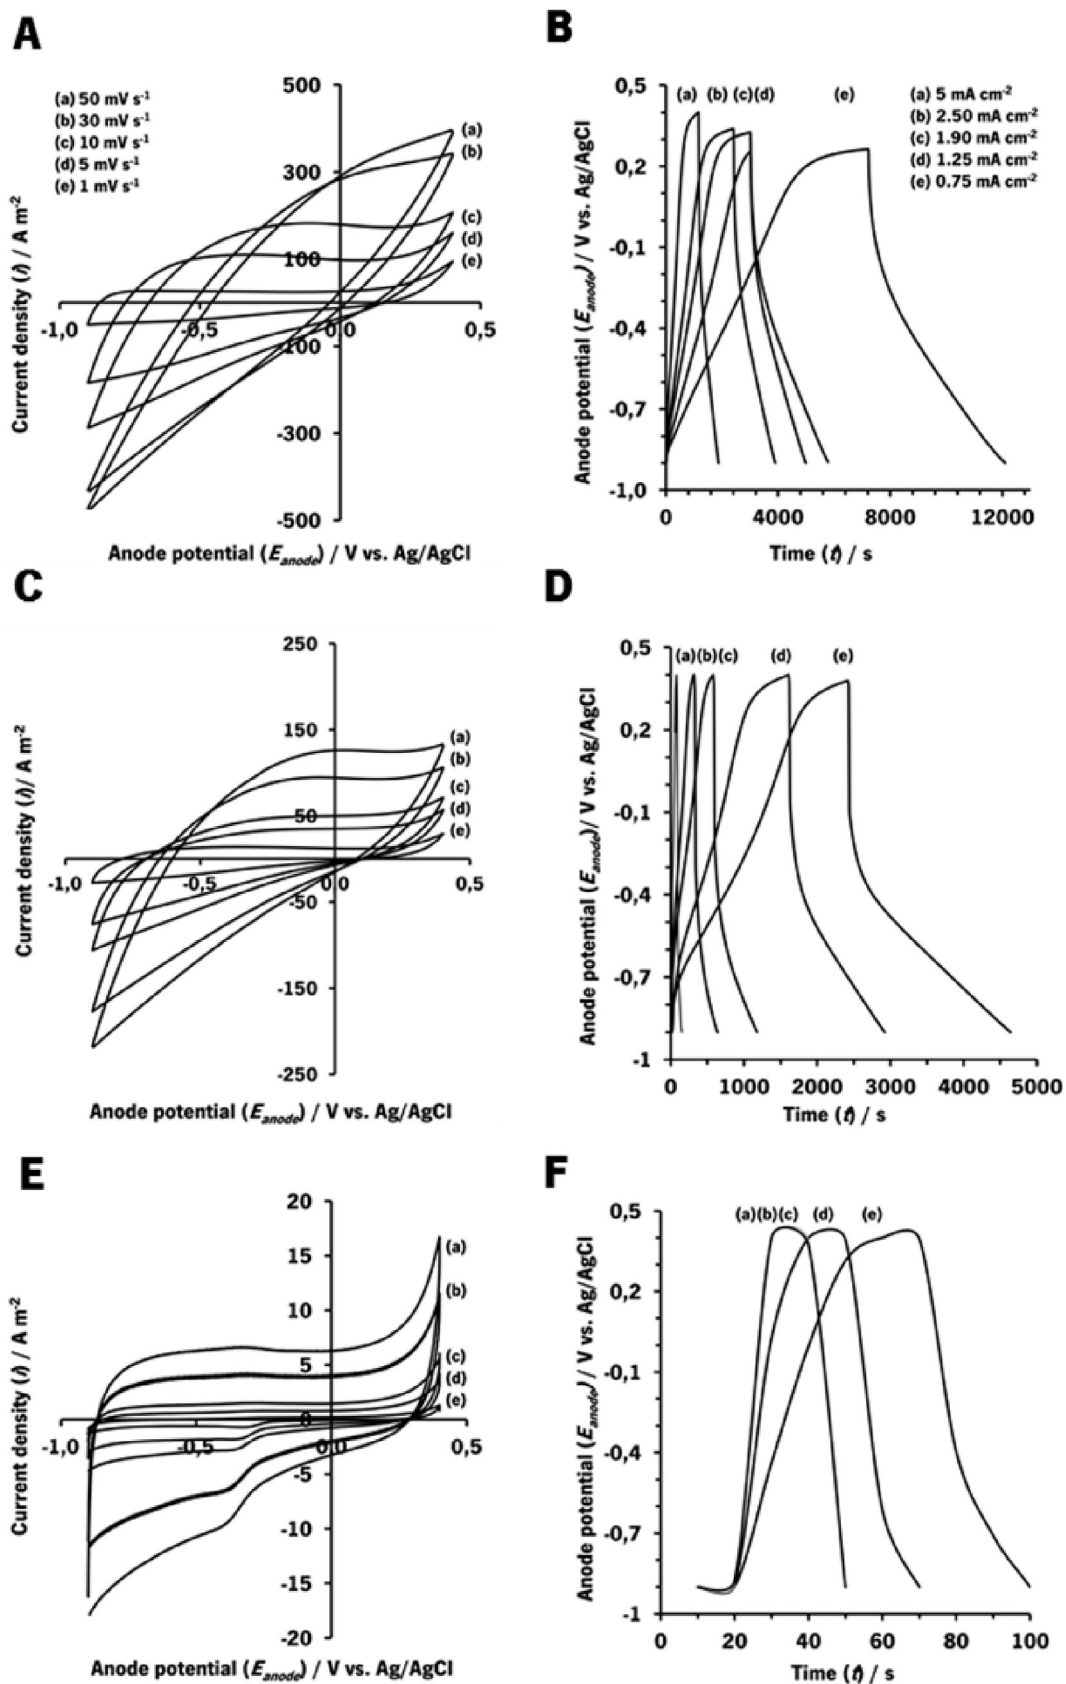 A
(a) 50 mV s⁻¹
(b) 30 mV s⁻¹
(c) 10 mV s⁻¹
(d) 5 mV s⁻¹
(e) 1 mV s⁻¹
500
300
100
-100
-300
-500
-1,0
-0,5
0,0
0,5
(a)
(b)
(c)
(d)
(e)
Current density (i) / A m⁻²
Anode potential (Eanode) / V vs. Ag/AgCl
B
0,5
0,2
-0,1
-0,4
-0,7
-1,0
(a) (b) (c) (d) (e)
(a) 5 mA cm⁻²
(b) 2.50 mA cm⁻²
(c) 1.90 mA cm⁻²
(d) 1.25 mA cm⁻²
(e) 0.75 mA cm⁻²
0 4000 8000 12000
Anode potential (Eanode) / V vs. Ag/AgCl
Time (t) / s
C
250
150
50
-50
-150
-250
-1,0
-0,5
0,0
0,5
(a)
(b)
(c)
(d)
(e)
Current density (i)/ A m⁻²
Anode potential (Eanode) / V vs. Ag/AgCl
D
0,5
0,2
-0,1
-0,4
-0,7
-1
(a) (b) (c) (d) (e)
0 1000 2000 3000 4000 5000
Anode potential (Eanode)/ V vs. Ag/AgCl
Time (t) / s
E
20
15
10
5
0
-5
-10
-15
-20
-1,0
-0,5
0,0
0,5
(a)
(b)
(c)
(d)
(e)
Current density (i) / A m⁻²
Anode potential (Eanode) / V vs. Ag/AgCl
F
0,5
0,2
-0,1
-0,4
-0,7
-1
(a) (b) (c) (d) (e)
0 20 40 60 80 100
Anode potential (Eanode) / V vs. Ag/AgCl
Time (t) / s